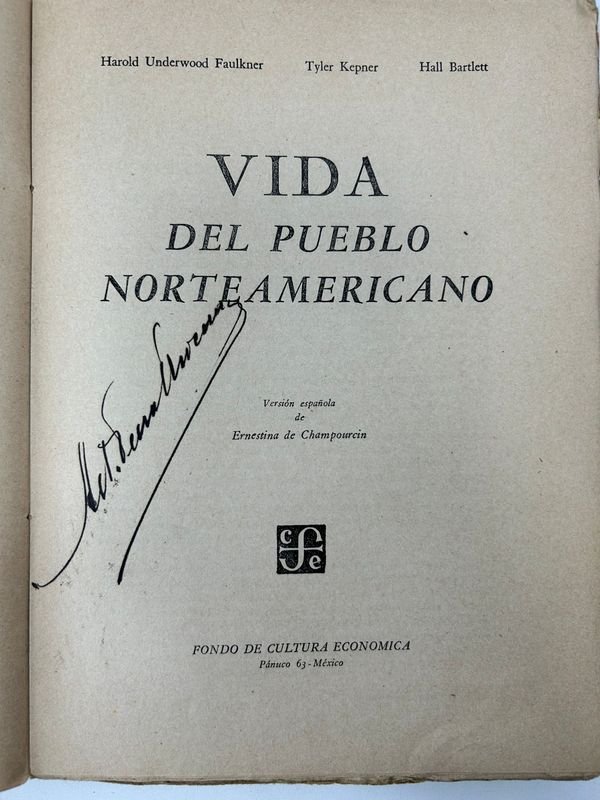 Harold Underwood Faulkner Tyler Kepner Hall Bartlett
VIDA
DEL PUEBLO
NORTEAMERICANO
Versión española
de
Ernestina de Champourcin
c f e
FONDO DE CULTURA ECONOMICA
Pánuco 63 - México